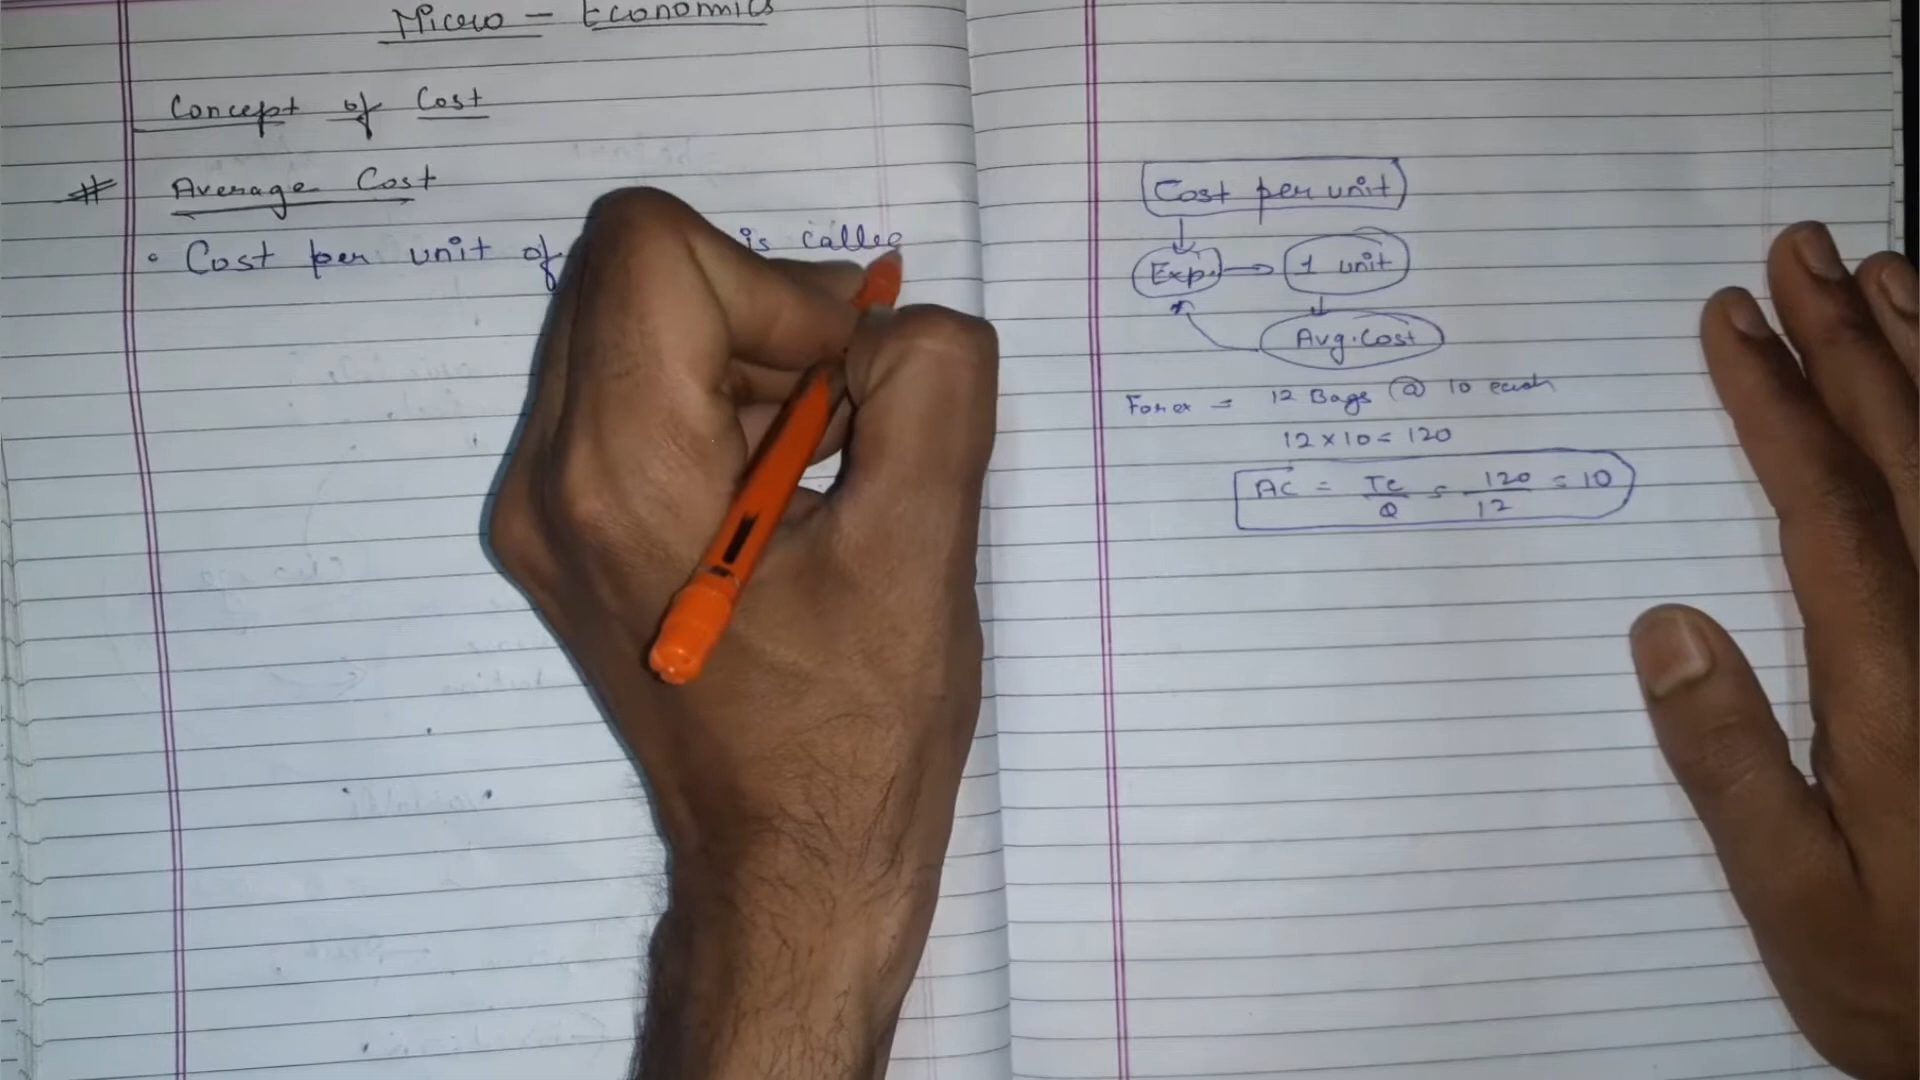 Micro - Economics
Concept of Cost
# Average Cost
• Cost per unit of is calle
Cost per unit
Exp. → 1 unit
Avg. Cost
For ex = 12 Bags @ 10 each
12 × 10 = 120
AC = TC/Q = 120/12 = 10